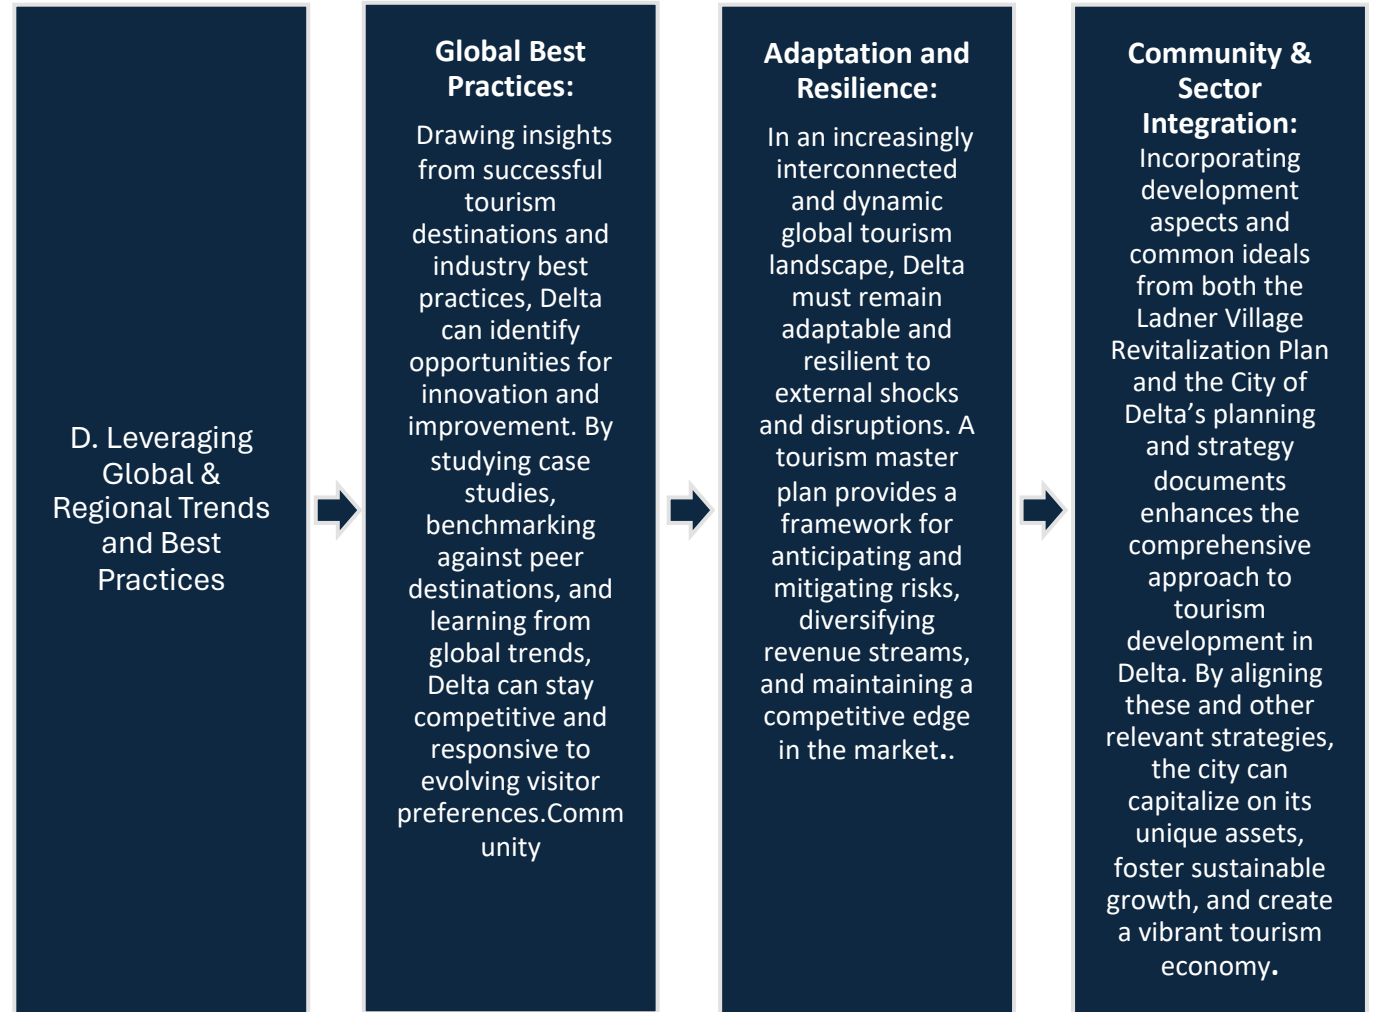 D. Leveraging
Global &
Regional Trends
and Best
Practices
Global Best
Practices:
Drawing insights
from successful
tourism
destinations and
industry best
practices, Delta
can identify
opportunities for
innovation and
improvement. By
studying case
studies,
benchmarking
against peer
destinations, and
learning from
global trends,
Delta can stay
competitive and
responsive to
evolving visitor
preferences.Comm
unity
Adaptation and
Resilience:
In an increasingly
interconnected
and dynamic
global tourism
landscape, Delta
must remain
adaptable and
resilient to
external shocks
and disruptions. A
tourism master
plan provides a
framework for
anticipating and
mitigating risks,
diversifying
revenue streams,
and maintaining a
competitive edge
in the market..
Community &
Sector
Integration:
Incorporating
development
aspects and
common ideals
from both the
Ladner Village
Revitalization Plan
and the City of
Delta’s planning
and strategy
documents
enhances the
comprehensive
approach to
tourism
development in
Delta. By aligning
these and other
relevant strategies,
the city can
capitalize on its
unique assets,
foster sustainable
growth, and create
a vibrant tourism
economy.